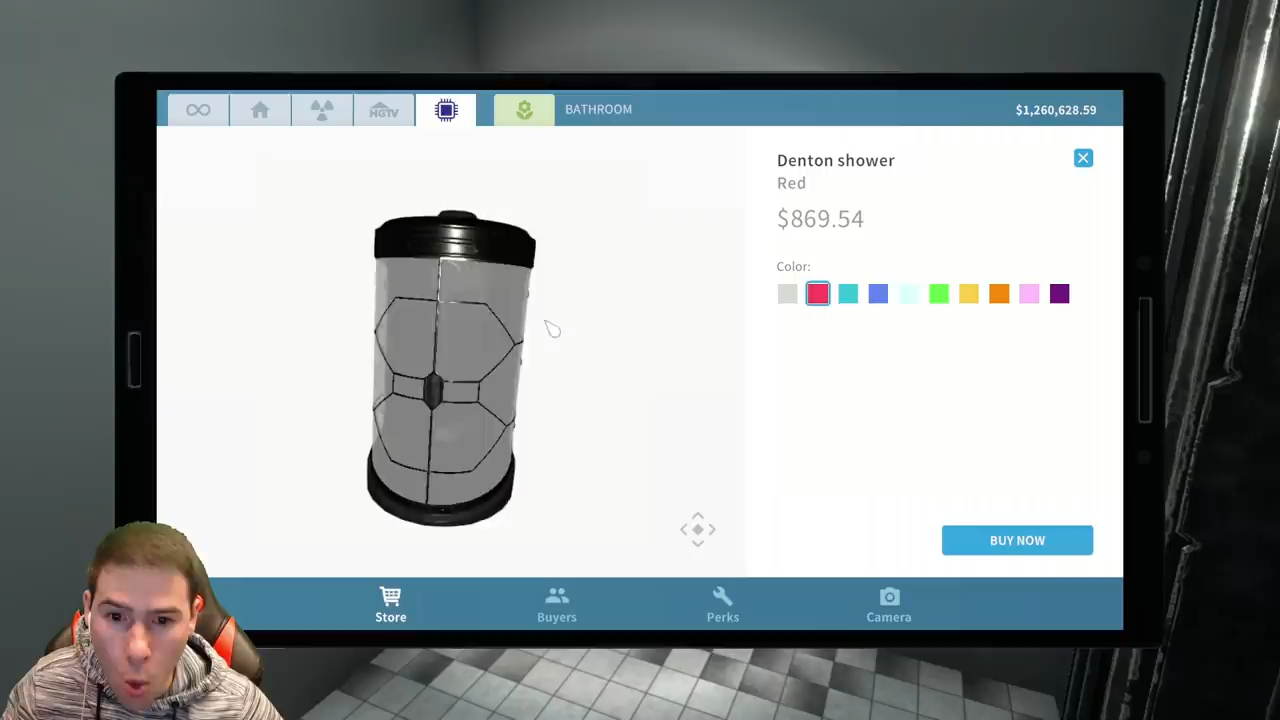 HGTV
BATHROOM
$1,260,628.59
Denton shower
Red
$869.54
Color:
BUY NOW
Store
Buyers
Perks
Camera